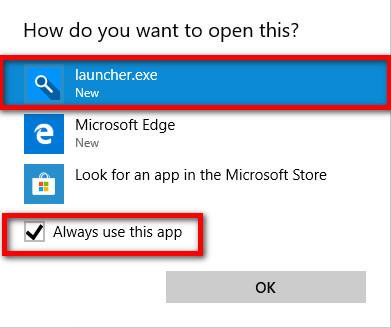 How do you want to open this?
launcher.exe
New
Microsoft Edge
New
Look for an app in the Microsoft Store
Always use this app
OK